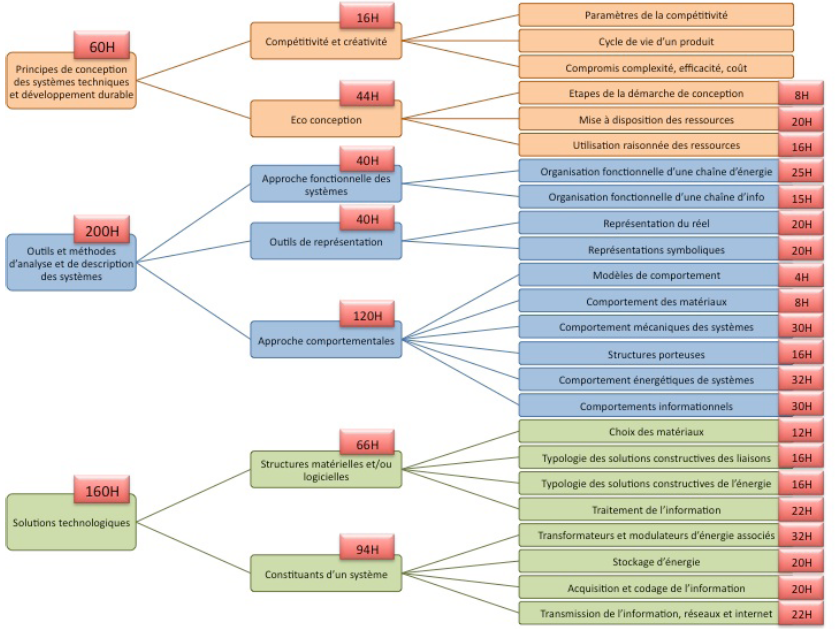 60H
Principes de conception
des systèmes techniques
et développement durable
16H
Compétitivité et créativité
Paramètres de la compétitivité
Cycle de vie d'un produit
Compromis complexité, efficacité, coût
44H
Eco conception
Etapes de la démarche de conception
8H
Mise à disposition des ressources
20H
Utilisation raisonnée des ressources
16H
200H
Outils et méthodes
d'analyse et de description
des systèmes
40H
Approche fonctionnelle des
systèmes
Organisation fonctionnelle d'une chaîne d'énergie
25H
Organisation fonctionnelle d'une chaîne d'info
15H
40H
Outils de représentation
Représentation du réel
20H
Représentations symboliques
20H
120H
Approche comportementales
Modèles de comportement
4H
Comportement des matériaux
8H
Comportement mécaniques des systèmes
30H
Structures porteuses
16H
Comportement énergétiques de systèmes
32H
Comportements informationnels
30H
160H
Solutions technologiques
66H
Structures matérielles et/ou
logicielles
Choix des matériaux
12H
Typologie des solutions constructives des liaisons
16H
Typologie des solutions constructives de l'énergie
16H
Traitement de l'information
22H
94H
Constituants d'un système
Transformateurs et modulateurs d'énergie associés
32H
Stockage d'énergie
20H
Acquisition et codage de l'information
20H
Transmission de l'information, réseaux et internet
22H